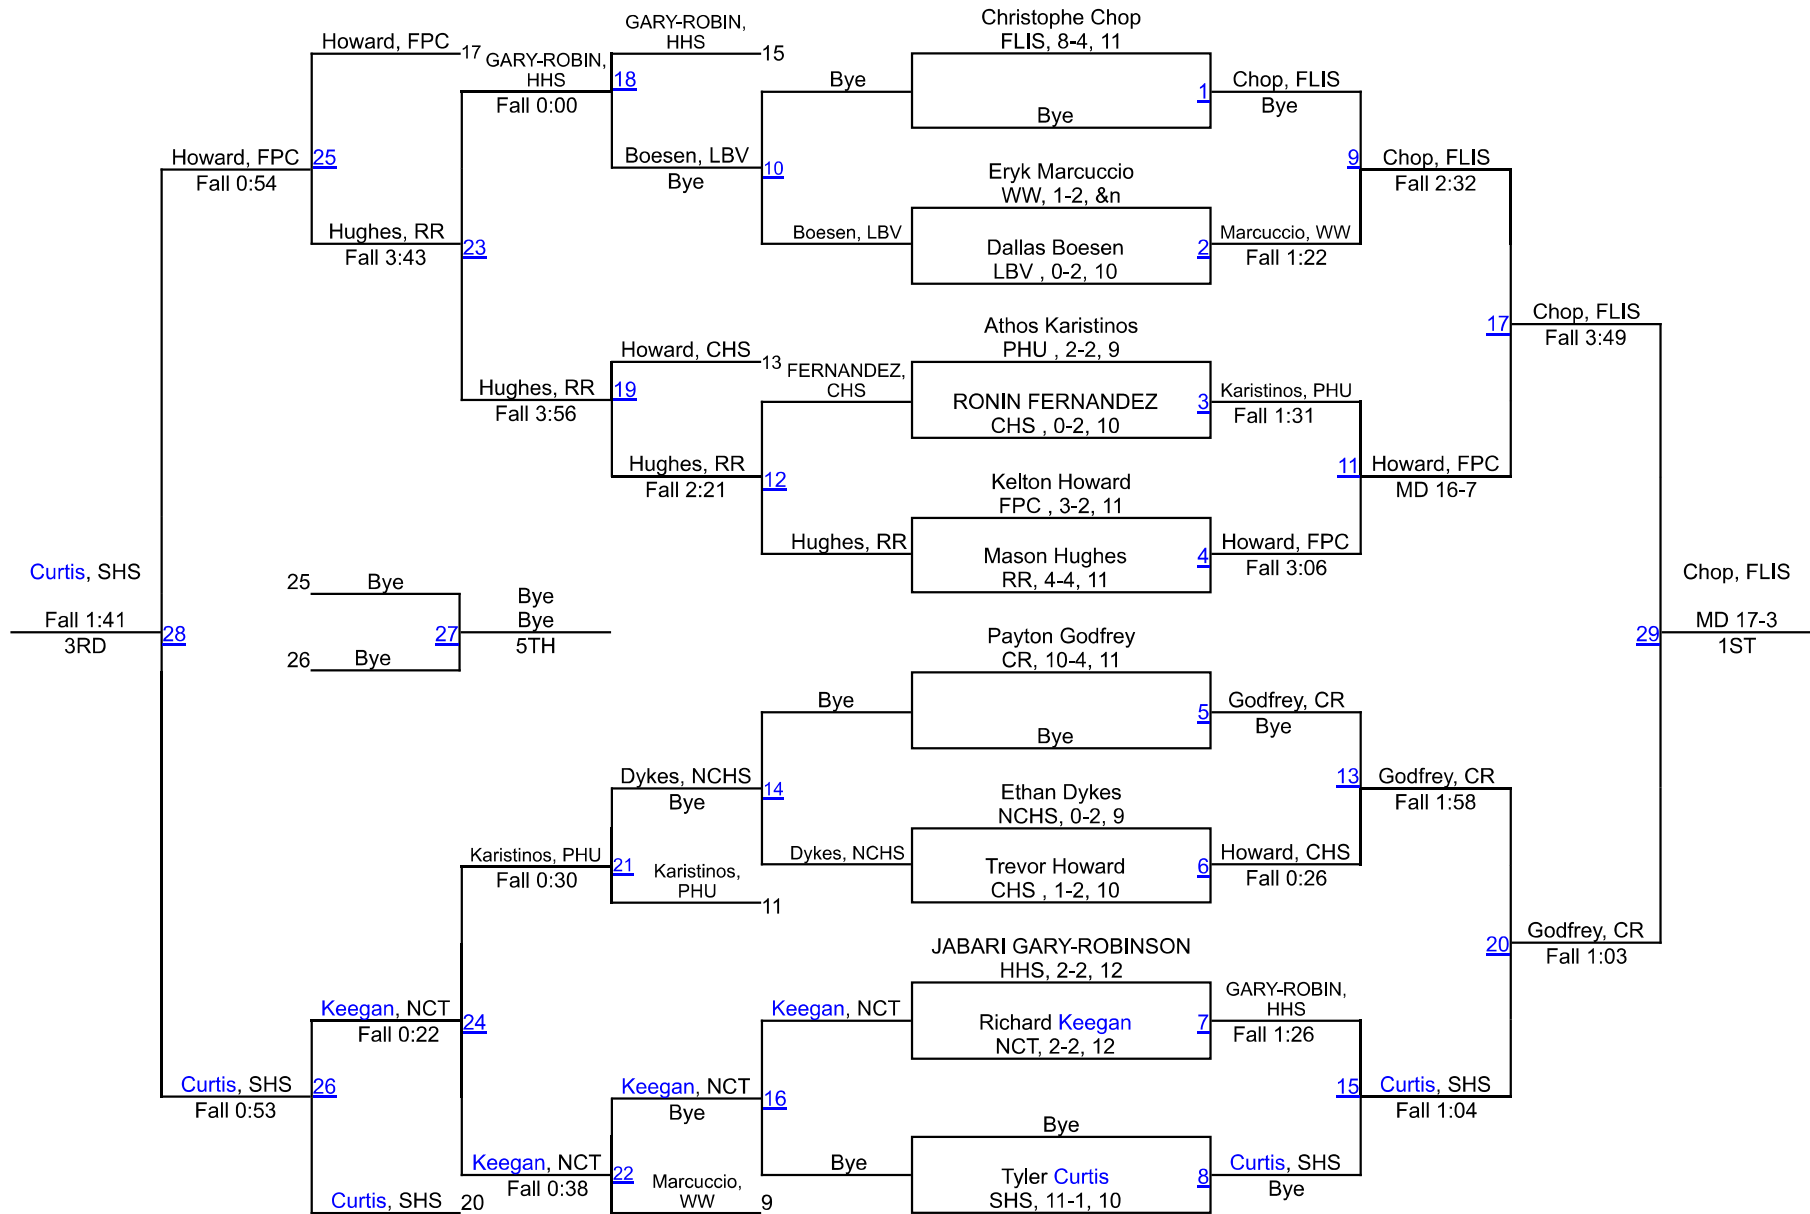 Christophe Chop
FLIS, 8-4, 11
1
Bye
Eryk Marcuccio
WW, 1-2, &n
2
Dallas Boesen
LBV , 0-2, 10
Athos Karistinos
PHU , 2-2, 9
3
RONIN FERNANDEZ
CHS , 0-2, 10
Kelton Howard
FPC , 3-2, 11
4
Mason Hughes
RR, 4-4, 11
Payton Godfrey
CR, 10-4, 11
5
Bye
Ethan Dykes
NCHS, 0-2, 9
6
Trevor Howard
CHS , 1-2, 10
JABARI GARY-ROBINSON
HHS, 2-2, 12
7
Richard Keegan
NCT, 2-2, 12
Bye
8
Tyler Curtis
SHS, 11-1, 10
Chop, FLIS
Bye
Marcuccio, WW
Fall 1:22
Karistinos, PHU
Fall 1:31
Howard, FPC
Fall 3:06
Godfrey, CR
Bye
Howard, CHS
Fall 0:26
GARY-ROBIN,
HHS
Fall 1:26
Curtis, SHS
Bye
9
Chop, FLIS
Fall 2:32
11
Howard, FPC
MD 16-7
13
Godfrey, CR
Fall 1:58
15
Curtis, SHS
Fall 1:04
17
Chop, FLIS
Fall 3:49
20
Godfrey, CR
Fall 1:03
29
Chop, FLIS
MD 17-3
1ST
Bye
Boesen, LBV
FERNANDEZ,
CHS
Hughes, RR
Bye
Dykes, NCHS
Keegan, NCT
Bye
GARY-ROBIN,
HHS
15
10
Boesen, LBV
Bye
Howard, CHS
13
12
Hughes, RR
Fall 2:21
14
Dykes, NCHS
Bye
Karistinos,
PHU
11
16
Keegan, NCT
Bye
Marcuccio,
WW
9
18
GARY-ROBIN,
HHS
Fall 0:00
19
Hughes, RR
Fall 3:56
21
Karistinos, PHU
Fall 0:30
22
Keegan, NCT
Fall 0:38
Howard, FPC
17
23
Hughes, RR
Fall 3:43
24
Keegan, NCT
Fall 0:22
Curtis, SHS
20
25
Howard, FPC
Fall 0:54
26
Curtis, SHS
Fall 0:53
25
Bye
26
Bye
27
Bye
Bye
5TH
28
Curtis, SHS
Fall 1:41
3RD